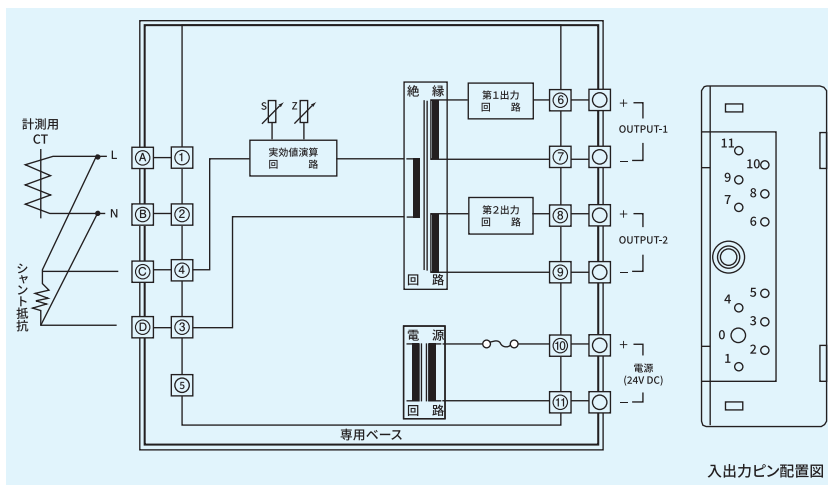 計測用
CT
L
N
シャント抵抗
A
B
C
D
1
2
4
3
5
S
Z
実効値演算
回 路
絶 縁
回 路
第1出力
回 路
第2出力
回 路
電 源
回 路
6
7
8
9
10
11
+
OUTPUT-1
−
+
OUTPUT-2
−
+
電源
(24V DC)
−
専用ベース
11
10
9
8
7
6
5
4
3
0
2
1
入出力ピン配置図